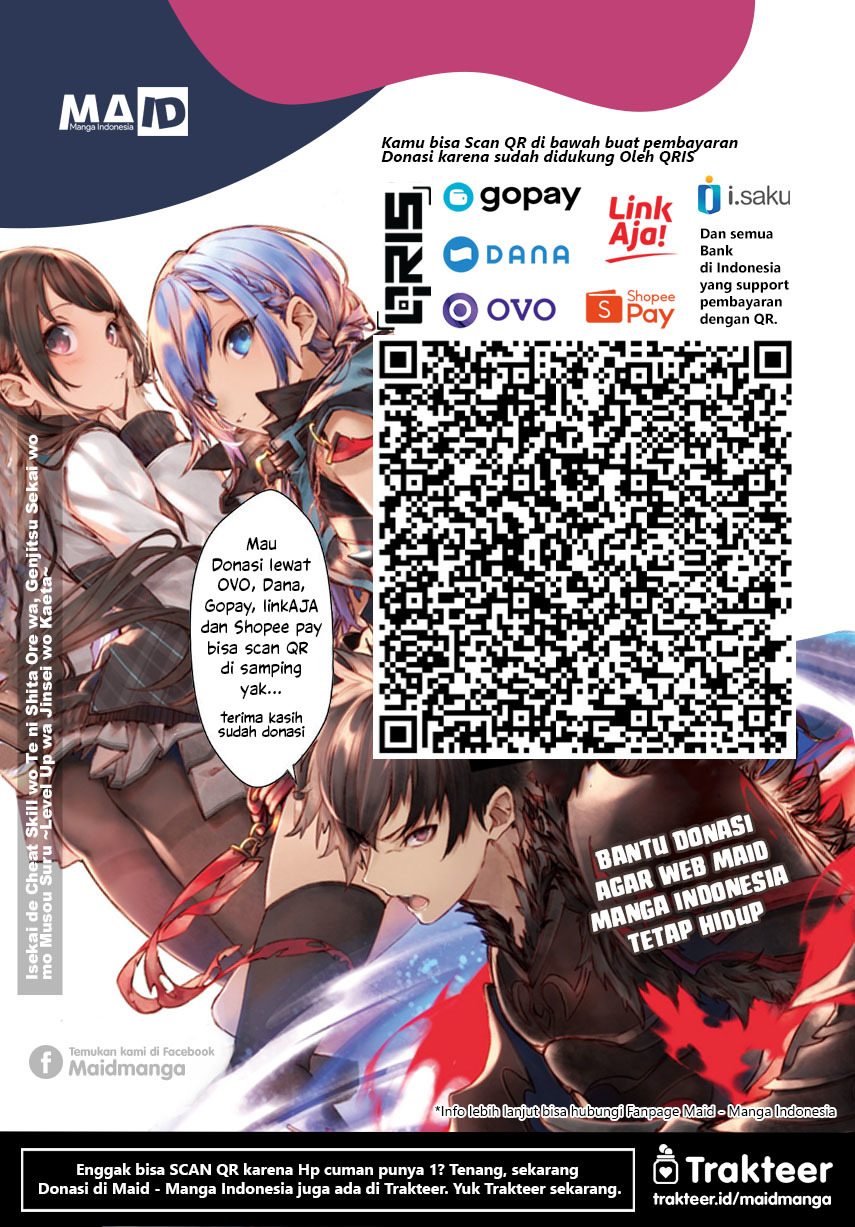 MAID
Manga Indonesia
Kamu bisa Scan QR di bawah buat pembayaran
Donasi karena sudah didukung Oleh QRIS
QRIS
gopay
DANA
OVO
Link
Aja!
Shopee
Pay
i.saku
Dan semua
Bank
di Indonesia
yang support
pembayaran
dengan QR.
Mau
Donasi lewat
OVO, Dana,
Gopay, linkAJA
dan Shopee pay
bisa scan QR
di samping
yak...
terima kasih
sudah donasi
Isekai de Cheat Skill wo Te ni Shita Ore wa, Genjitsu Sekai wo
mo Musou Suru ~Level Up wa Jinsei wo Kaeta~
BANTU DONASI
AGAR WEB MAID
MANGA INDONESIA
TETAP HIDUP
Temukan kami di Facebook
Maidmanga
*Info lebih lanjut bisa hubungi Fanpage Maid - Manga Indonesia
Enggak bisa SCAN QR karena Hp cuman punya 1? Tenang, sekarang
Donasi di Maid - Manga Indonesia juga ada di Trakteer. Yuk Trakteer sekarang.
Trakteer
trakteer.id/maidmanga